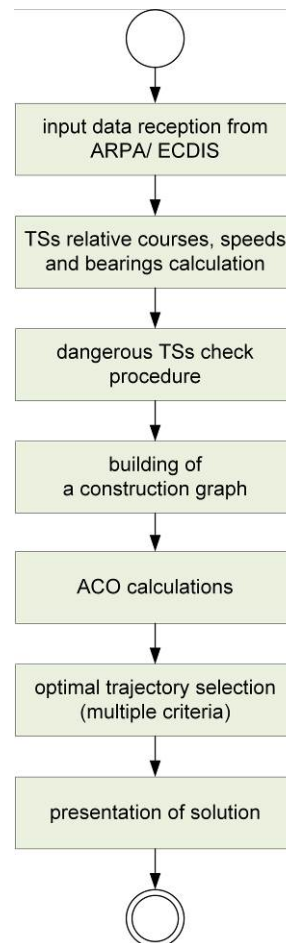 input data reception from
ARPA/ ECDIS
TSs relative courses, speeds
and bearings calculation
dangerous TSs check
procedure
building of
a construction graph
ACO calculations
optimal trajectory selection
(multiple criteria)
presentation of solution